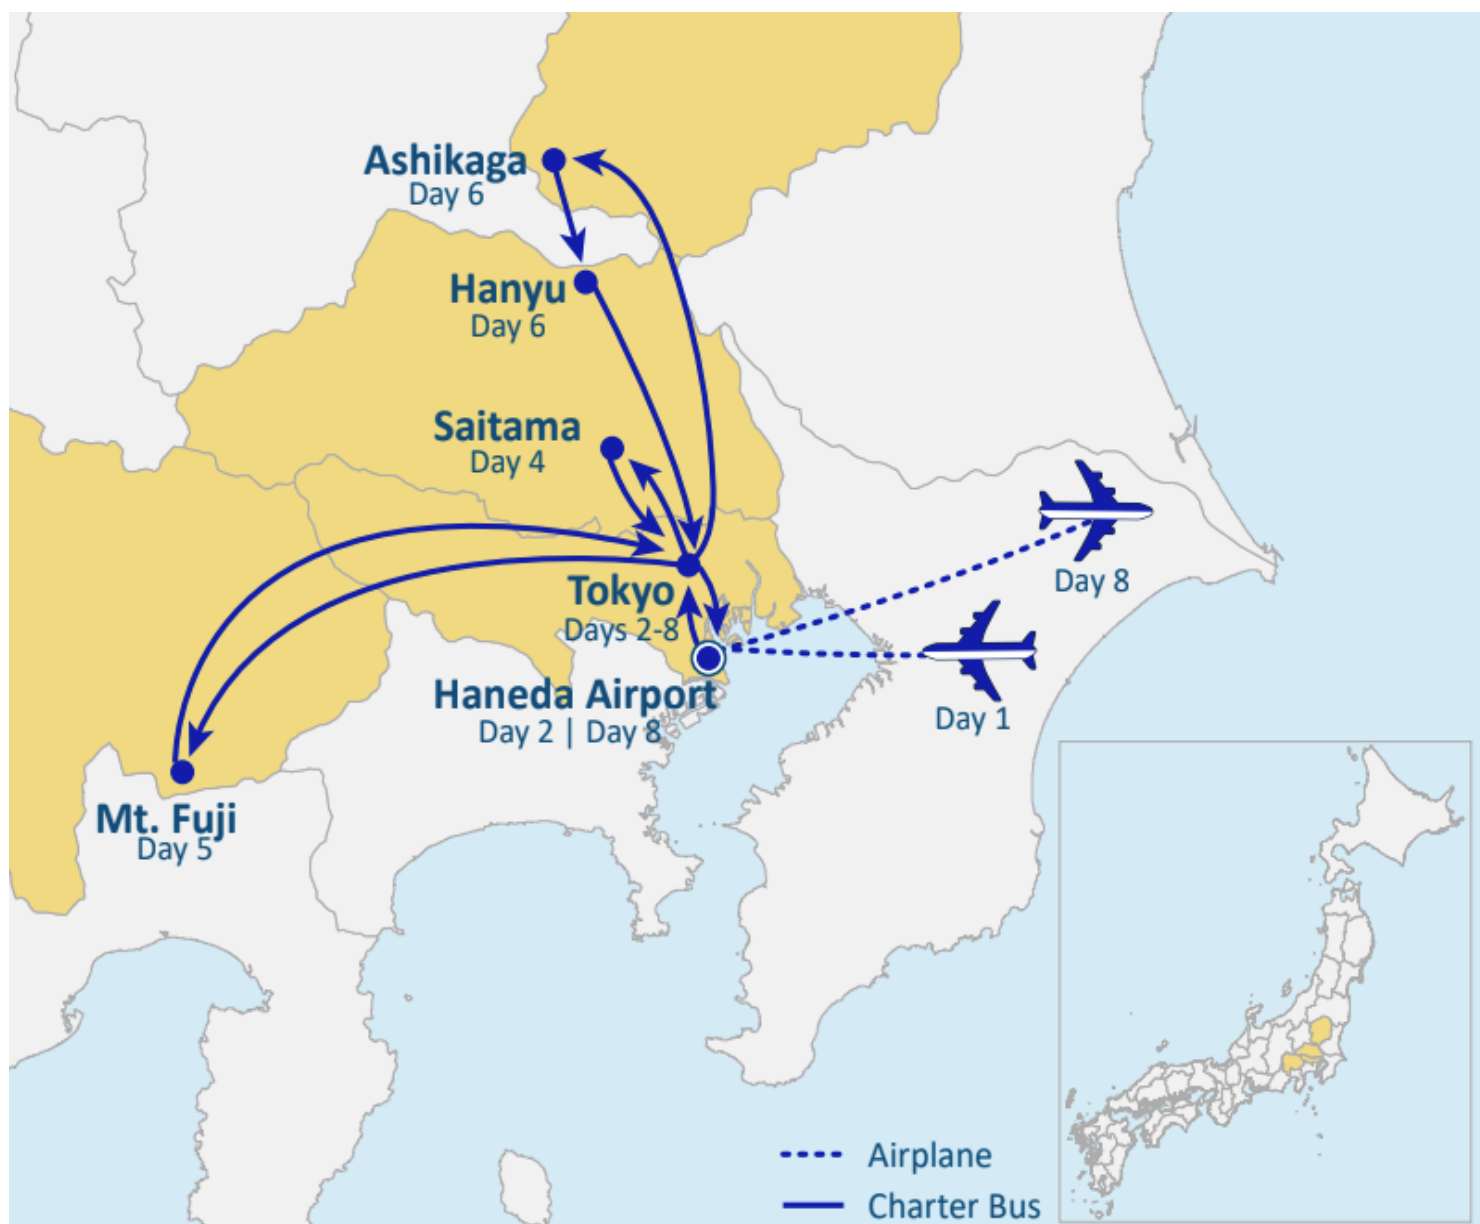 Ashikaga
Day 6
Hanyu
Day 6
Saitama
Day 4
Day 8
Tokyo
Days 2-8
Haneda Airport
Day 2 | Day 8
Day 1
Mt. Fuji
Day 5
Airplane
Charter Bus